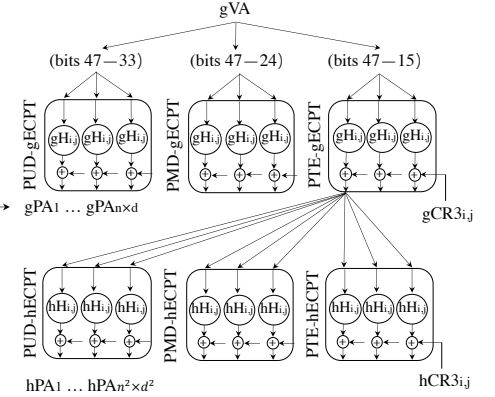 gVA
(bits 47—33) (bits 47—24) (bits 47—15)
PUD-gECPT gHi,j gHi,j gHi,j PMD-gECPT gHi,j gHi,j gHi,j PTE-gECPT gHi,j gHi,j gHi,j
+ + + + + + + + +
gPA1 … gPAn×d gCR3i,j
PUD-hECPT hHi,j hHi,j hHi,j PMD-hECPT hHi,j hHi,j hHi,j PTE-hECPT hHi,j hHi,j hHi,j
+ + + + + + + + +
hPA1 … hPAn²×d² hCR3i,j